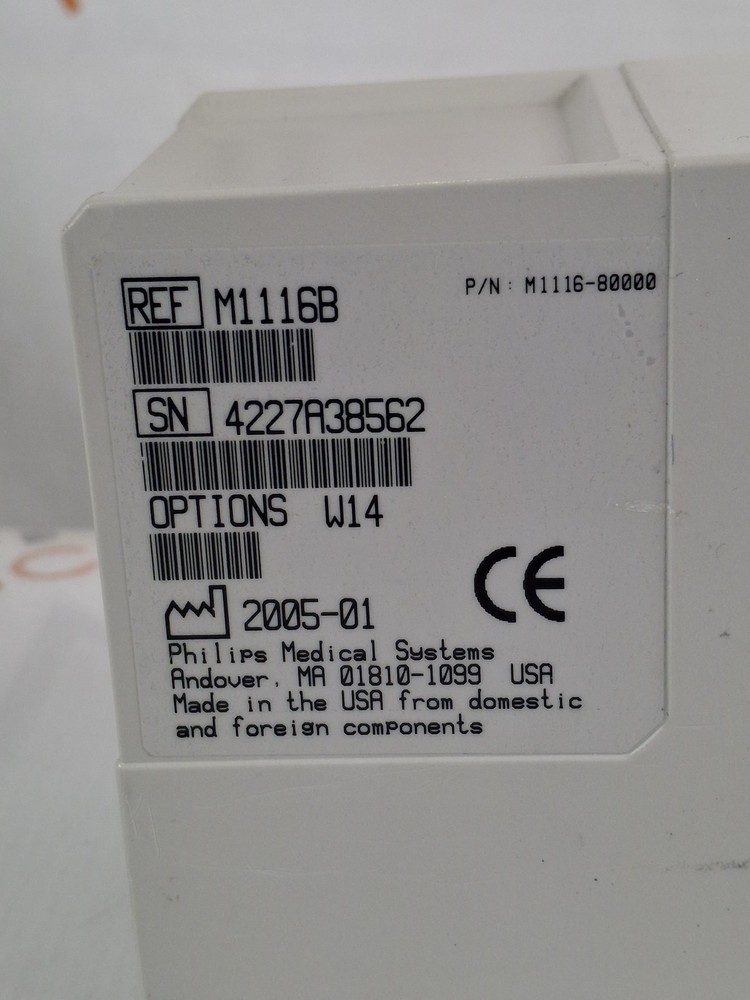 REF M1116B
P/N: M1116-80000
SN 4227A38562
OPTIONS W14
2005-01
CE
Philips Medical Systems
Andover, MA 01810-1099 USA
Made in the USA from domestic
and foreign components